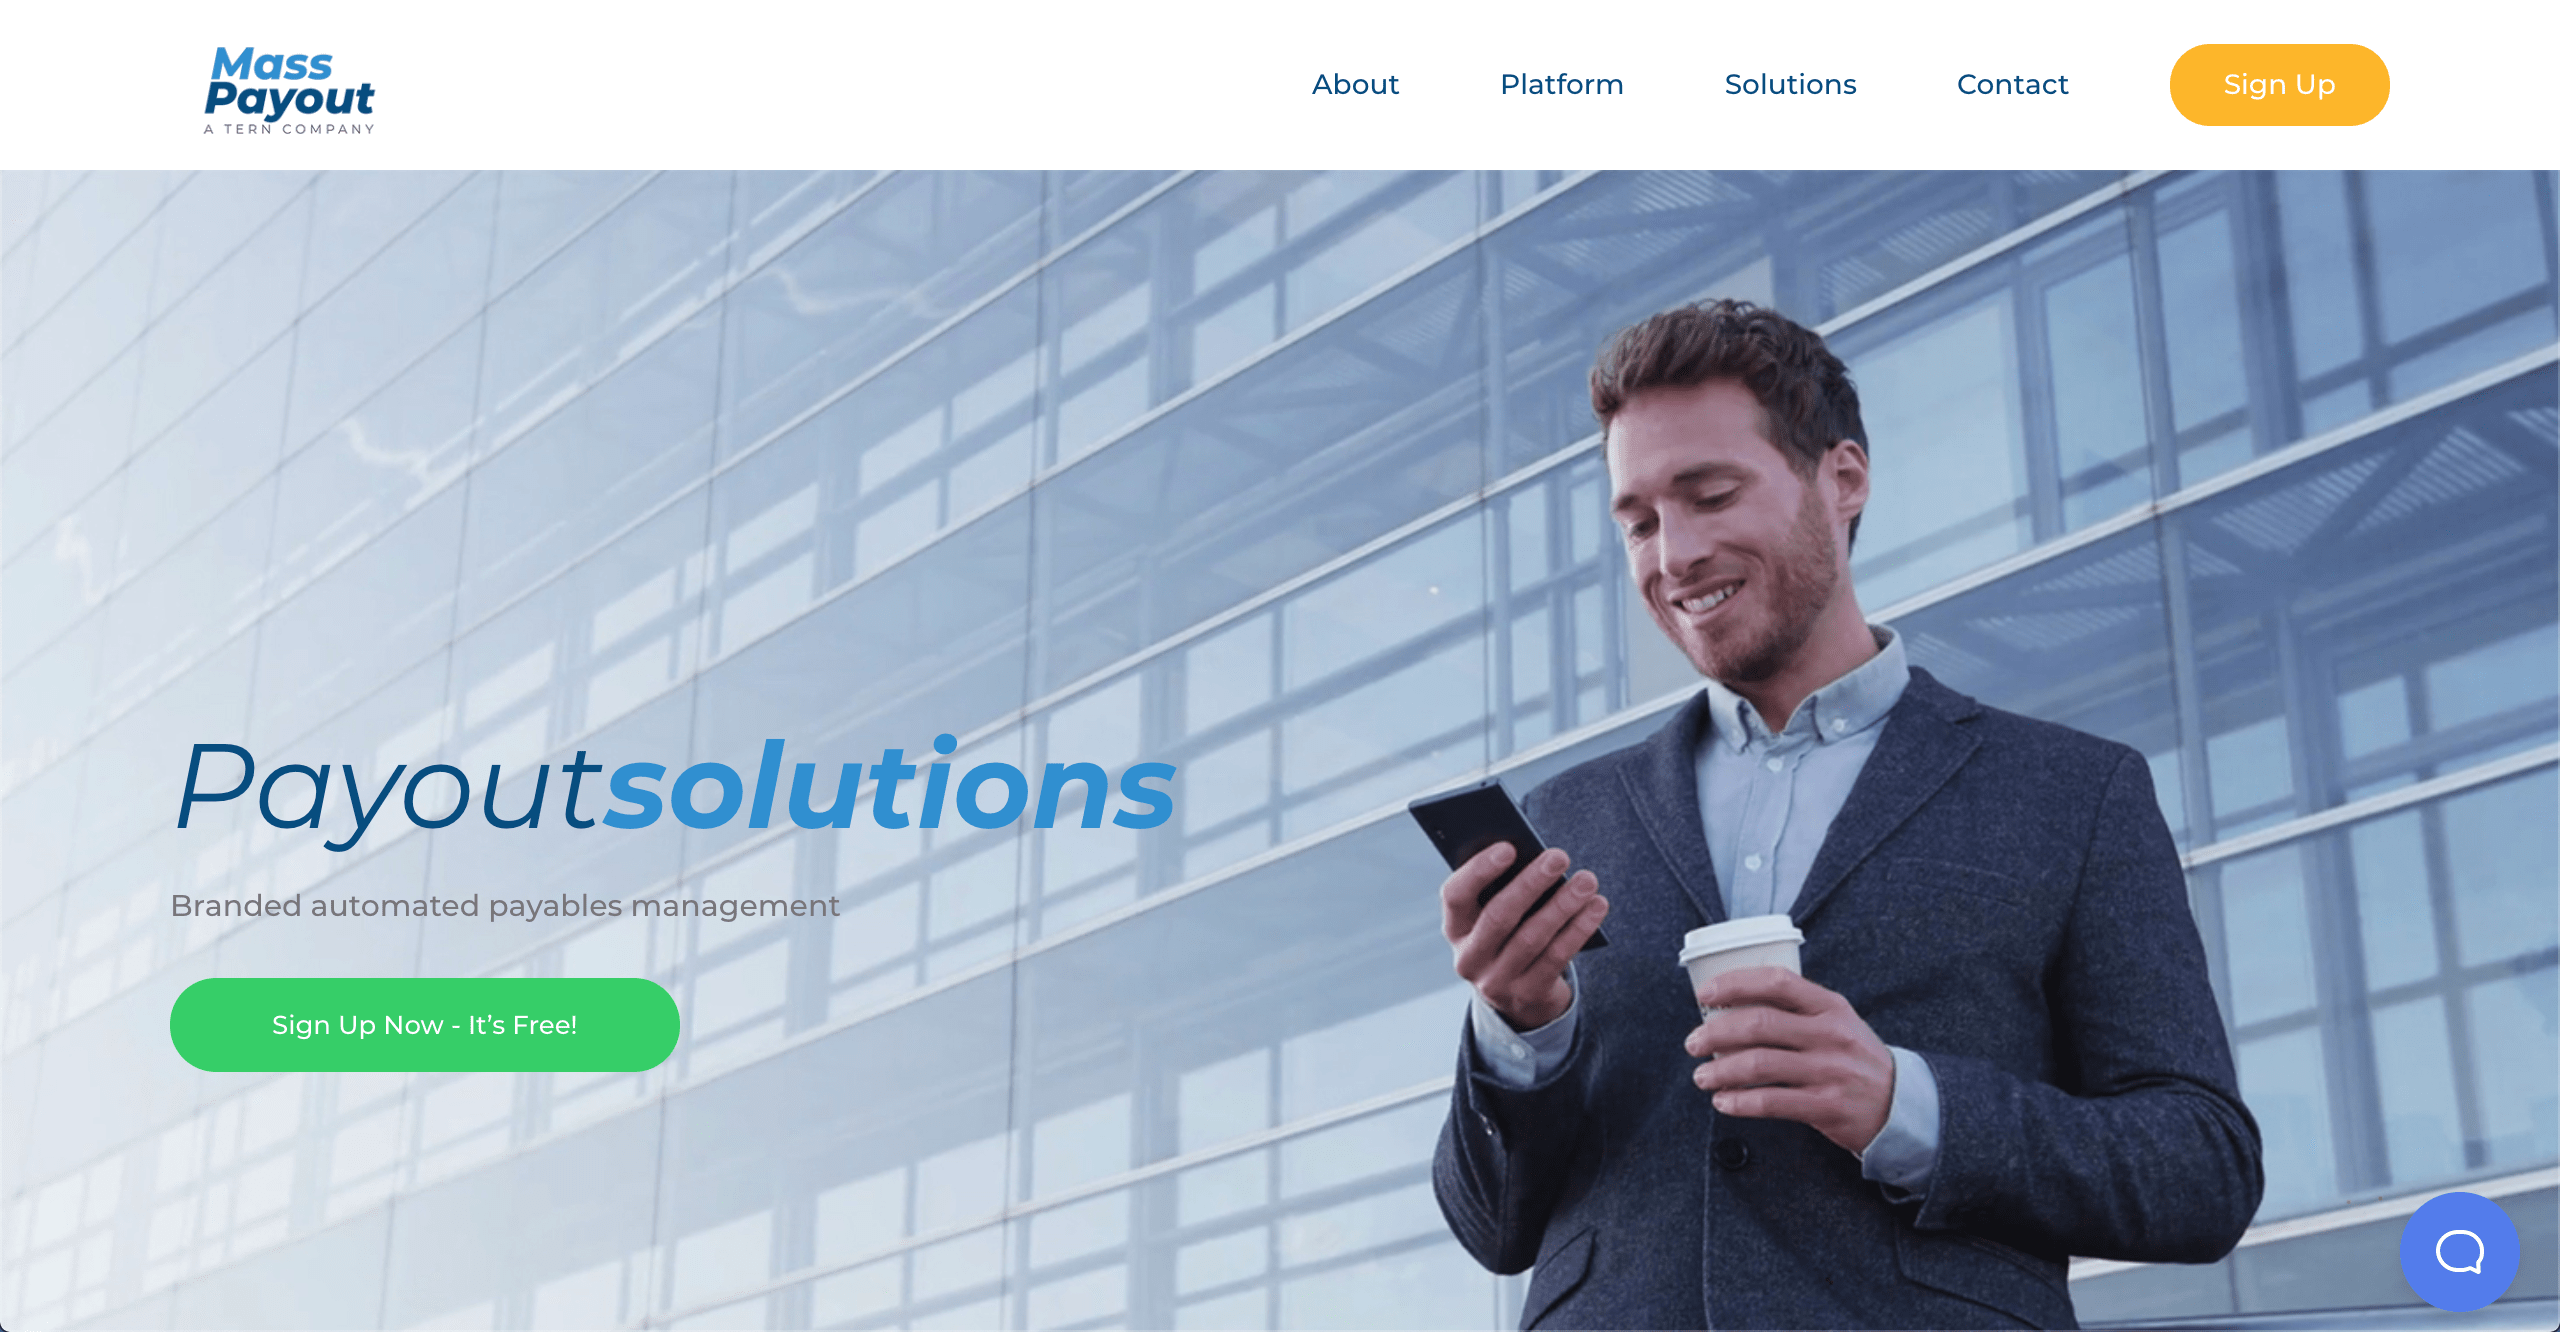 Mass
Payout
A TERN COMPANY
About
Platform
Solutions
Contact
Sign Up
Payoutsolutions
Branded automated payables management
Sign Up Now - It’s Free!